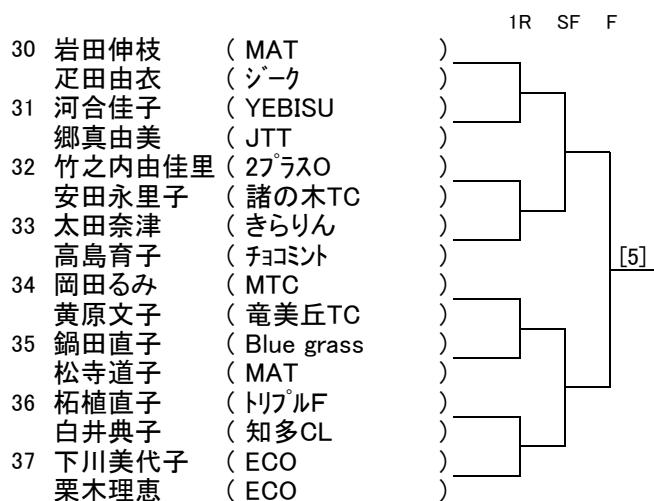 1R SF F
30 岩田伸枝 ( MAT )
疋田由衣 ( ジーク )
31 河合佳子 ( YEBISU )
郷真由美 ( JTT )
32 竹之内由佳里 ( 2プラスO )
安田永里子 ( 諸の木TC )
33 太田奈津 ( きらりん )
高島育子 ( チョコミント )
[5]
34 岡田るみ ( MTC )
黄原文子 ( 竜美丘TC )
35 鍋田直子 ( Blue grass )
松寺道子 ( MAT )
36 柘植直子 ( トリプルF )
白井典子 ( 知多CL )
37 下川美代子 ( ECO )
栗木理恵 ( ECO )